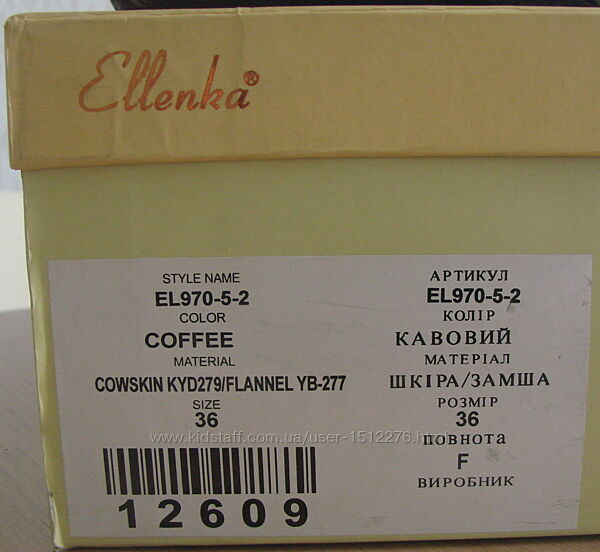 Ellenka®
STYLE NAME
EL970-5-2
COLOR
COFFEE
MATERIAL
COWSKIN KYD279/FLANNEL YB-277
SIZE
36
12609
АРТИКУЛ
EL970-5-2
КОЛІР
КАВОВИЙ
МАТЕРІАЛ
ШКІРА/ЗАМША
РОЗМІР
36
ПОВНОТА
F
ВИРОБНИК
www.kidstaff.com.ua/user-1512276.html